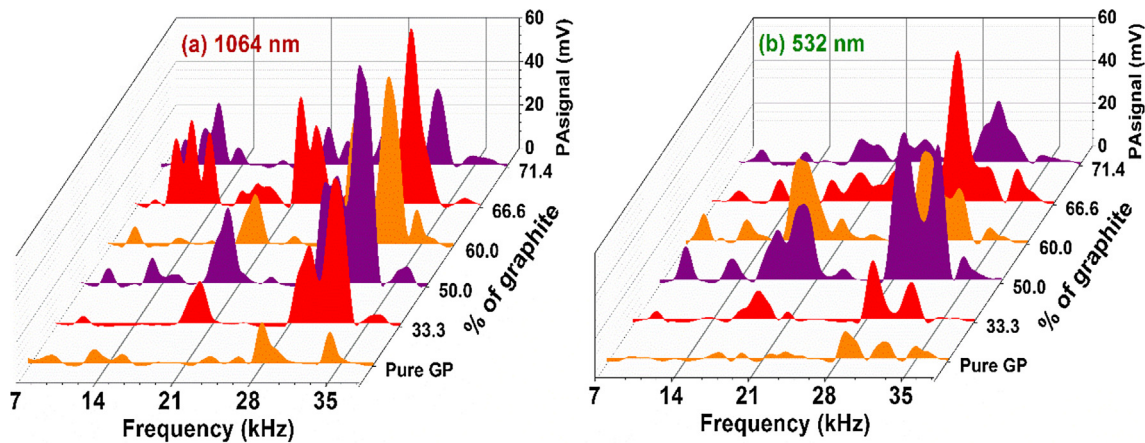 (a) 1064 nm
60
40
20
0
PAsignal (mV)
71.4
66.6
60.0
50.0
33.3
Pure GP
% of graphite
7 14 21 28 35
Frequency (kHz)
(b) 532 nm
60
40
20
0
PAsignal (mV)
71.4
66.6
60.0
50.0
33.3
Pure GP
% of graphite
7 14 21 28 35
Frequency (kHz)